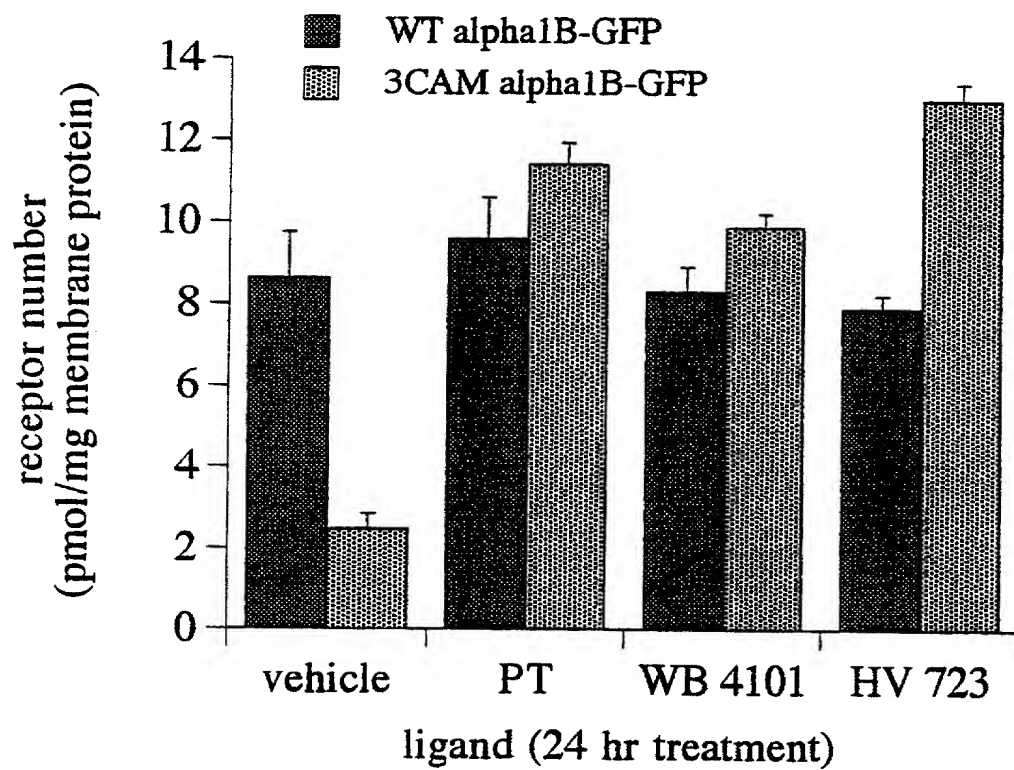 WT alpha1B-GFP
3CAM alpha1B-GFP
14
12
10
8
6
4
2
0
receptor number
(pmol/mg membrane protein)
vehicle
PT
WB 4101
HV 723
ligand (24 hr treatment)